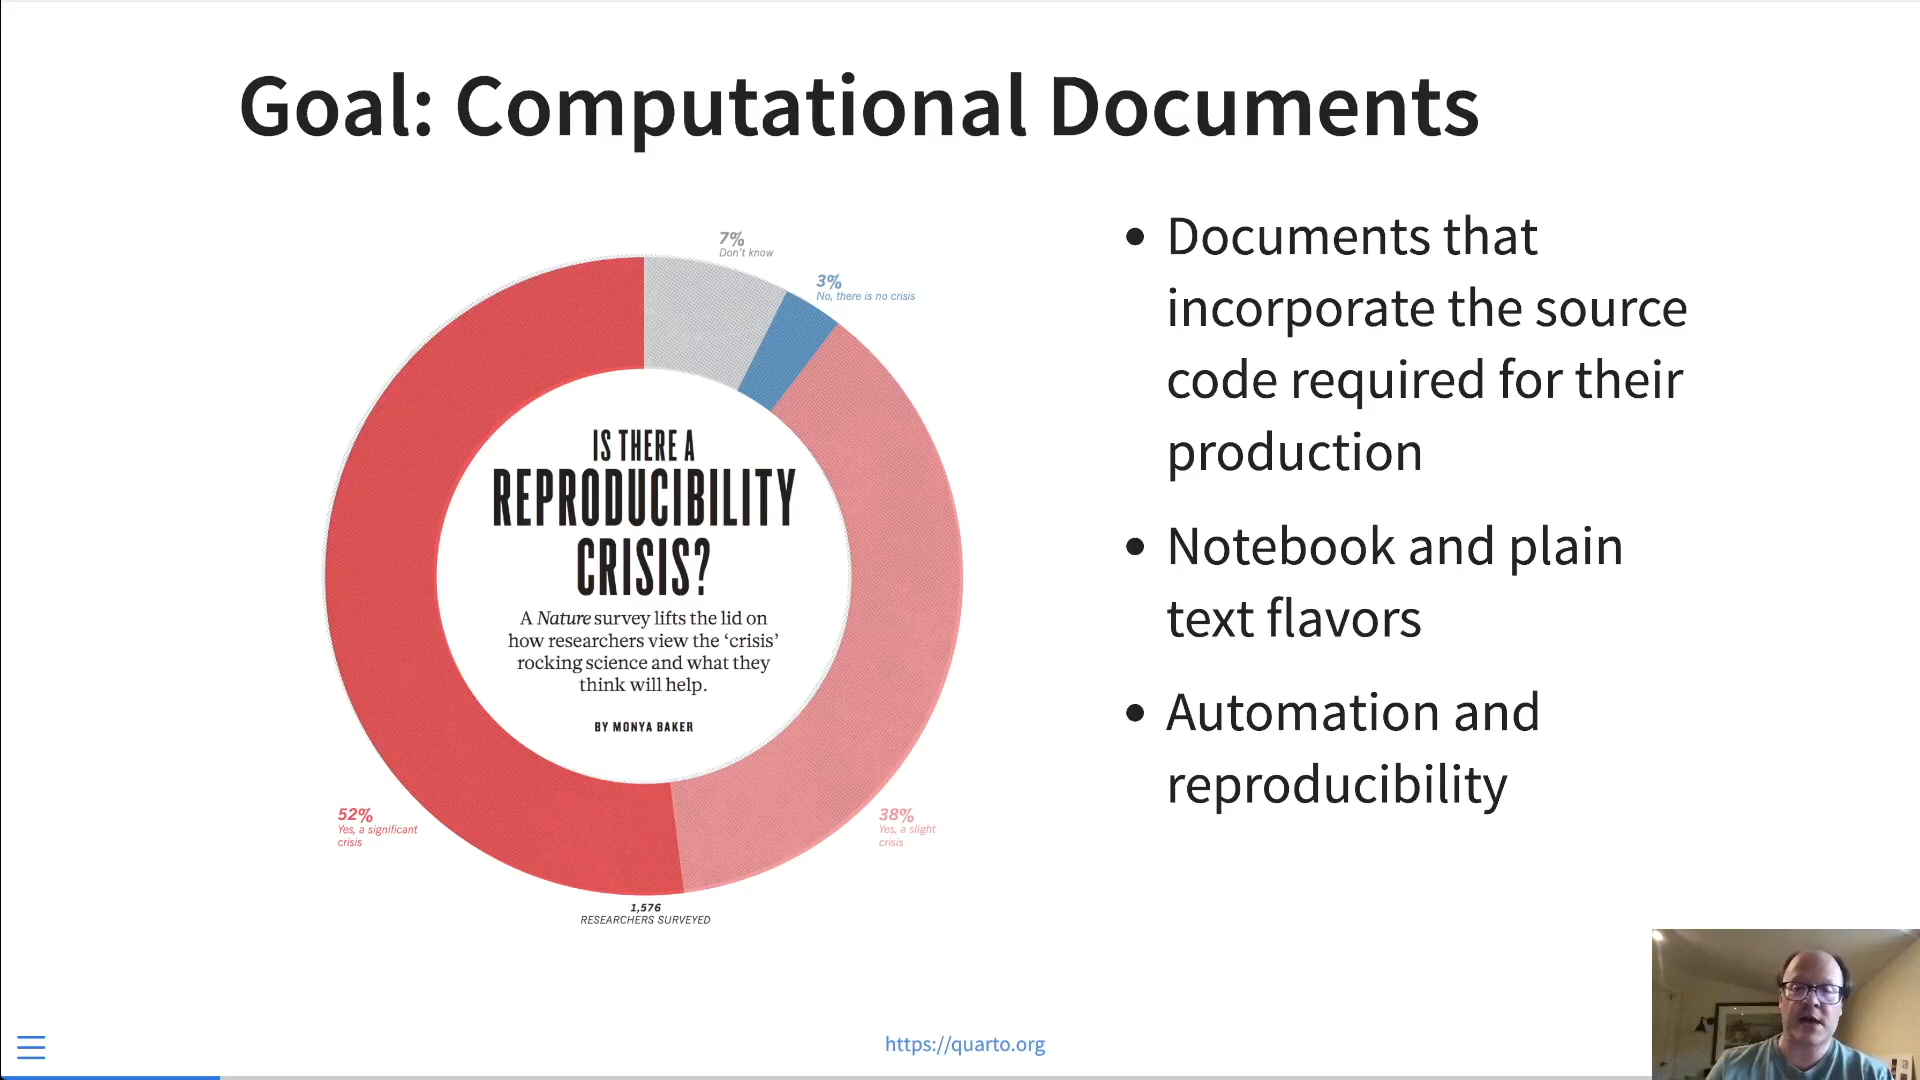 Goal: Computational Documents
7%
Don't know
3%
No, there is no crisis
IS THERE A
REPRODUCIBILITY
CRISIS?
A Nature survey lifts the lid on
how researchers view the ‘crisis’
rocking science and what they
think will help.
BY MONYA BAKER
52%
Yes, a significant
crisis
38%
Yes, a slight
crisis
1,576
RESEARCHERS SURVEYED
• Documents that
incorporate the source
code required for their
production
• Notebook and plain
text flavors
• Automation and
reproducibility
https://quarto.org